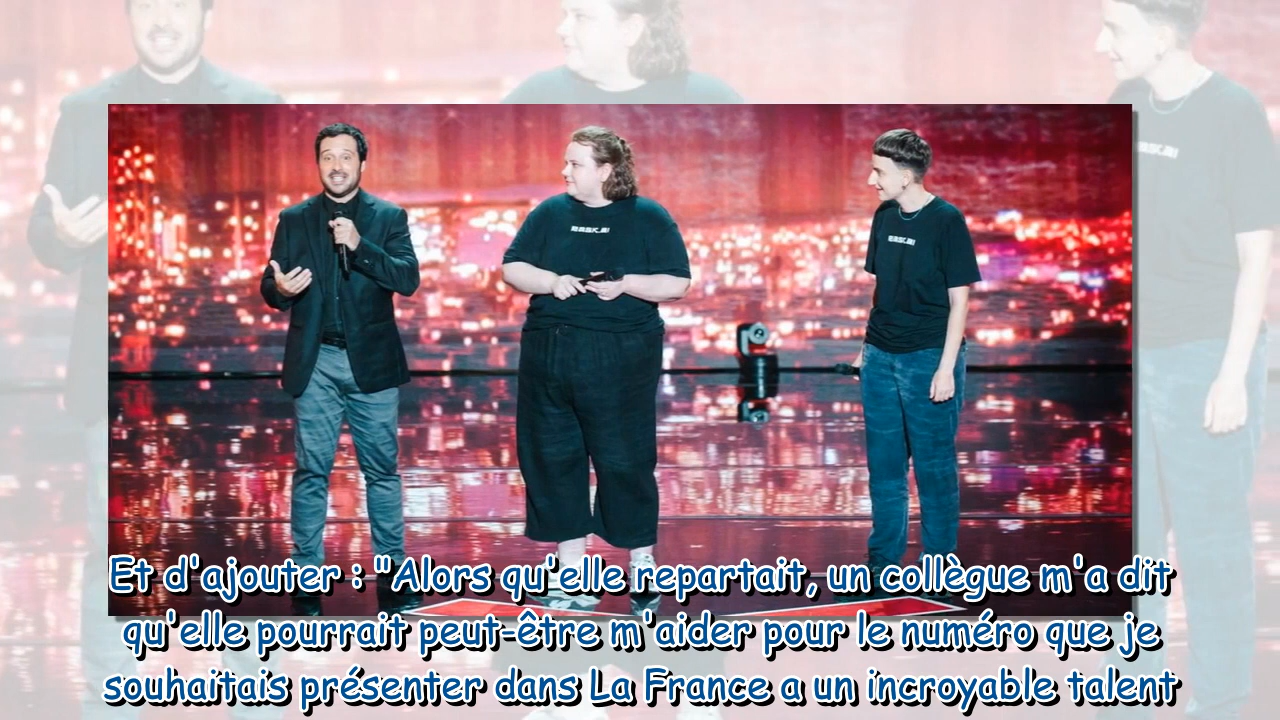 Et d'ajouter : "Alors qu'elle repartait, un collègue m'a dit
qu'elle pourrait peut-être m'aider pour le numéro que je
souhaitais présenter dans La France a un incroyable talent